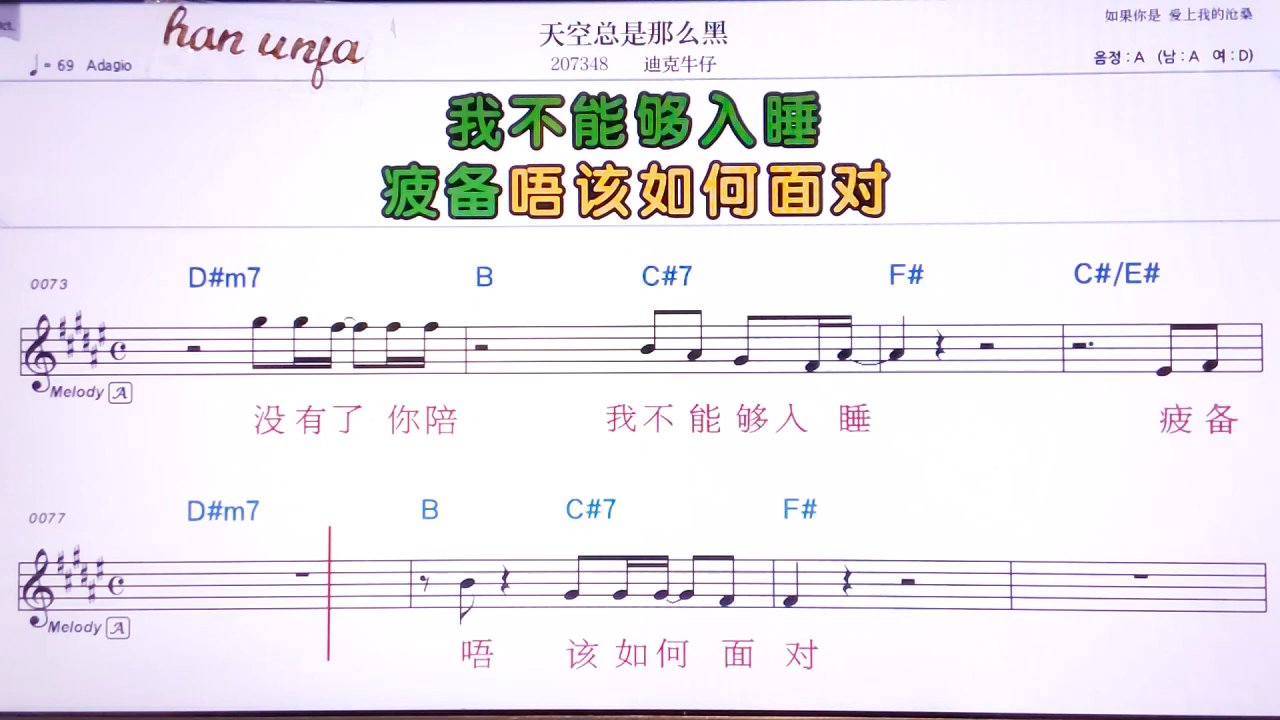 han unfa
天空总是那么黑
如果你是 爱上我的沧桑
♩= 69 Adagio
207348 迪克牛仔
음정 : A (남 : A 여 : D)
我不能够入睡
疲备唔该如何面对
0073 D#m7 B C#7 F# C#/E#
Melody A
没有了 你陪 我不能够入 睡 疲备
0077 D#m7 B C#7 F#
Melody A
唔 该如何 面 对